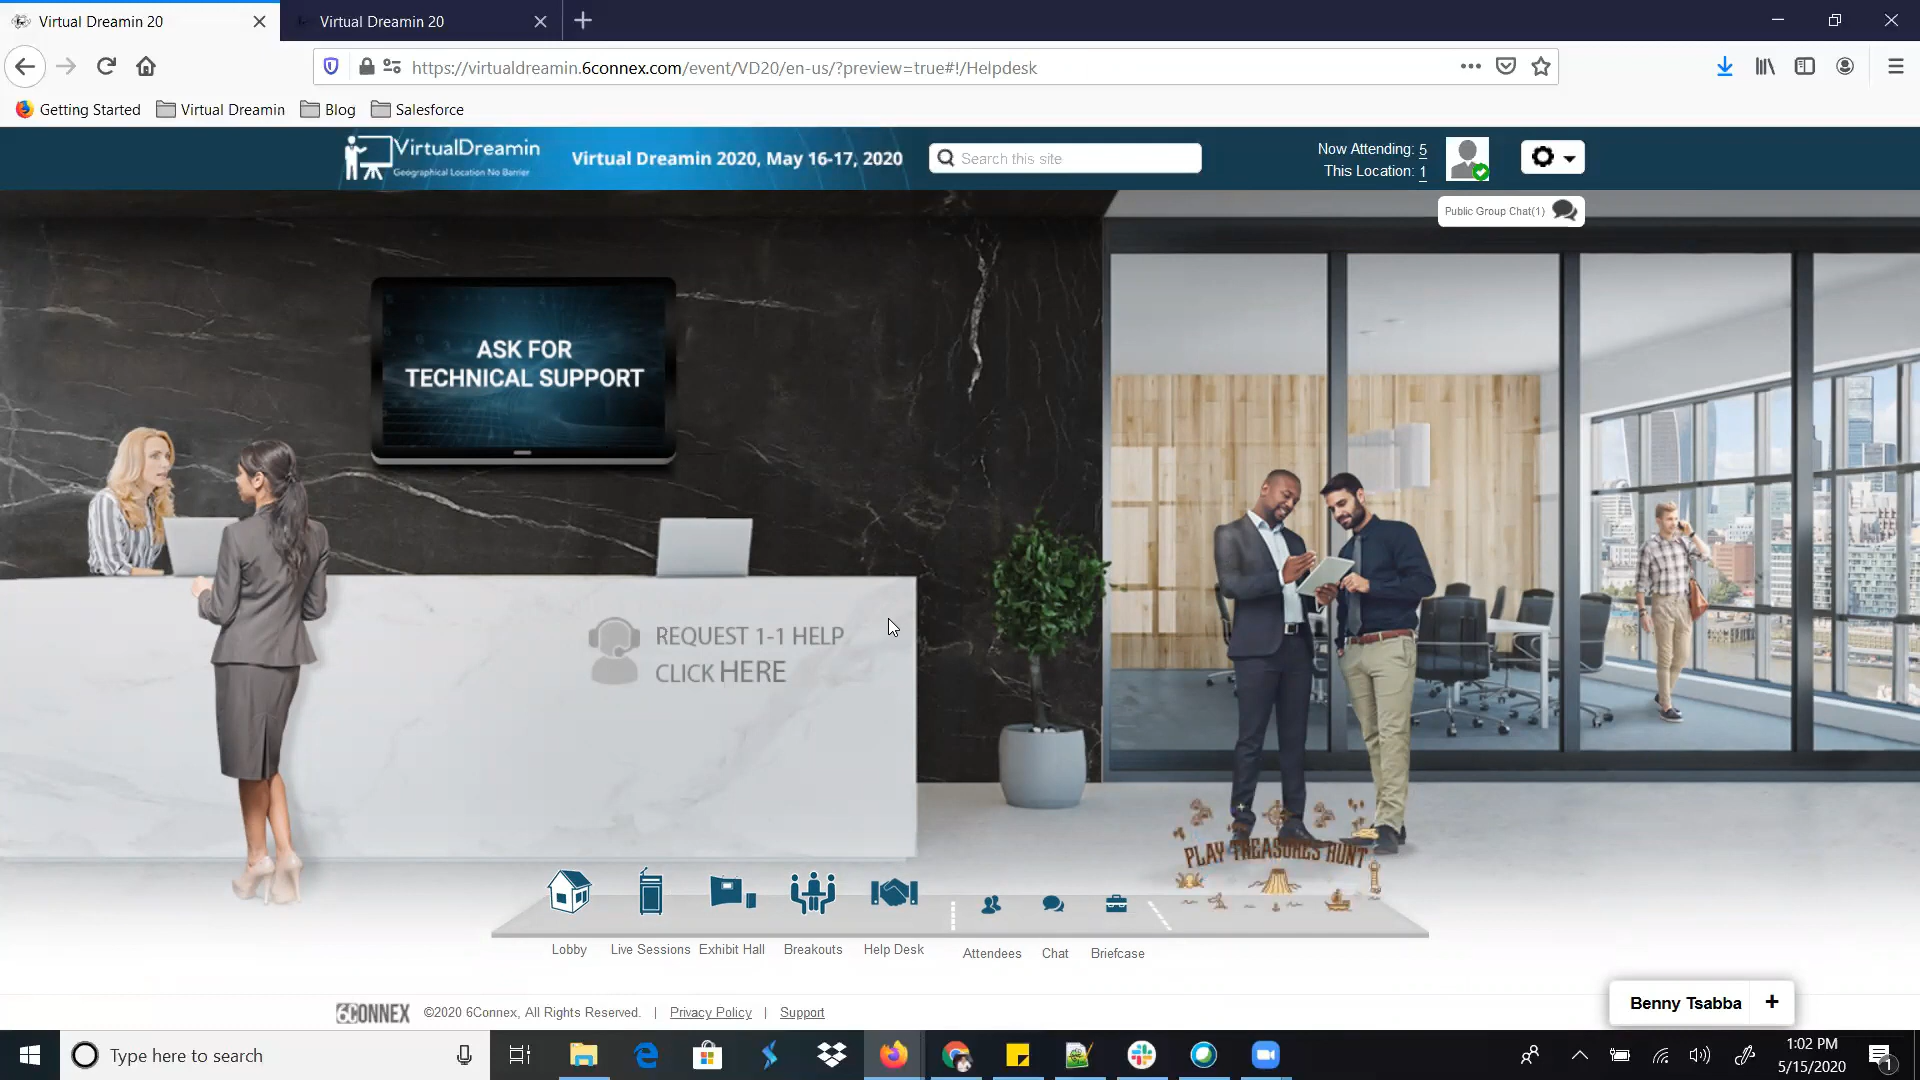 Virtual Dreamin 20
Virtual Dreamin 20
https://virtualdreamin.6connex.com/event/VD20/en-us/?preview=true#!/Helpdesk
Getting Started
Virtual Dreamin
Blog
Salesforce
VirtualDreamin
Geographical Location No Barrier
Virtual Dreamin 2020, May 16-17, 2020
Search this site
Now Attending: 5
This Location: 1
Public Group Chat(1)
ASK FOR
TECHNICAL SUPPORT
REQUEST 1-1 HELP
CLICK HERE
PLAY TREASURES HUNT
Lobby
Live Sessions
Exhibit Hall
Breakouts
Help Desk
Attendees
Chat
Briefcase
Benny Tsabba +
6CONNEX
©2020 6Connex, All Rights Reserved. | Privacy Policy | Support
Type here to search
1:02 PM
5/15/2020
1